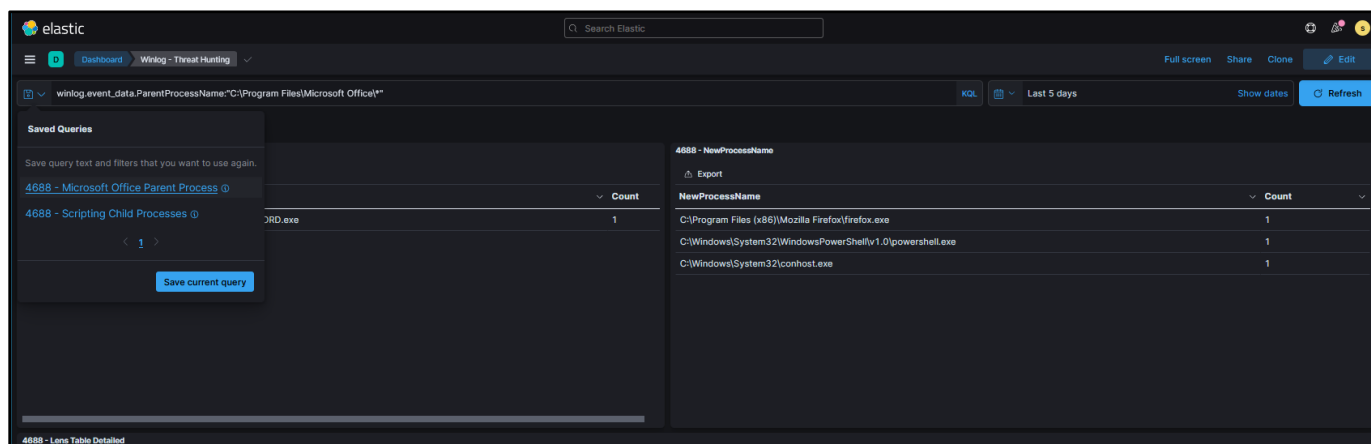 elastic
Search Elastic
s
D
Dashboard
Winlog - Threat Hunting
Full screen
Share
Clone
Edit
winlog.event_data.ParentProcessName:"C:\Program Files\Microsoft Office\*"
KQL
Last 5 days
Show dates
Refresh
Saved Queries
Save query text and filters that you want to use again.
4688 - Microsoft Office Parent Process
4688 - Scripting Child Processes
1
Save current query
Count
ORD.exe
1
4688 - NewProcessName
Export
NewProcessName
Count
C:\Program Files (x86)\Mozilla Firefox\firefox.exe
1
C:\Windows\System32\WindowsPowerShell\v1.0\powershell.exe
1
C:\Windows\System32\conhost.exe
1
4688 - Lens Table Detailed